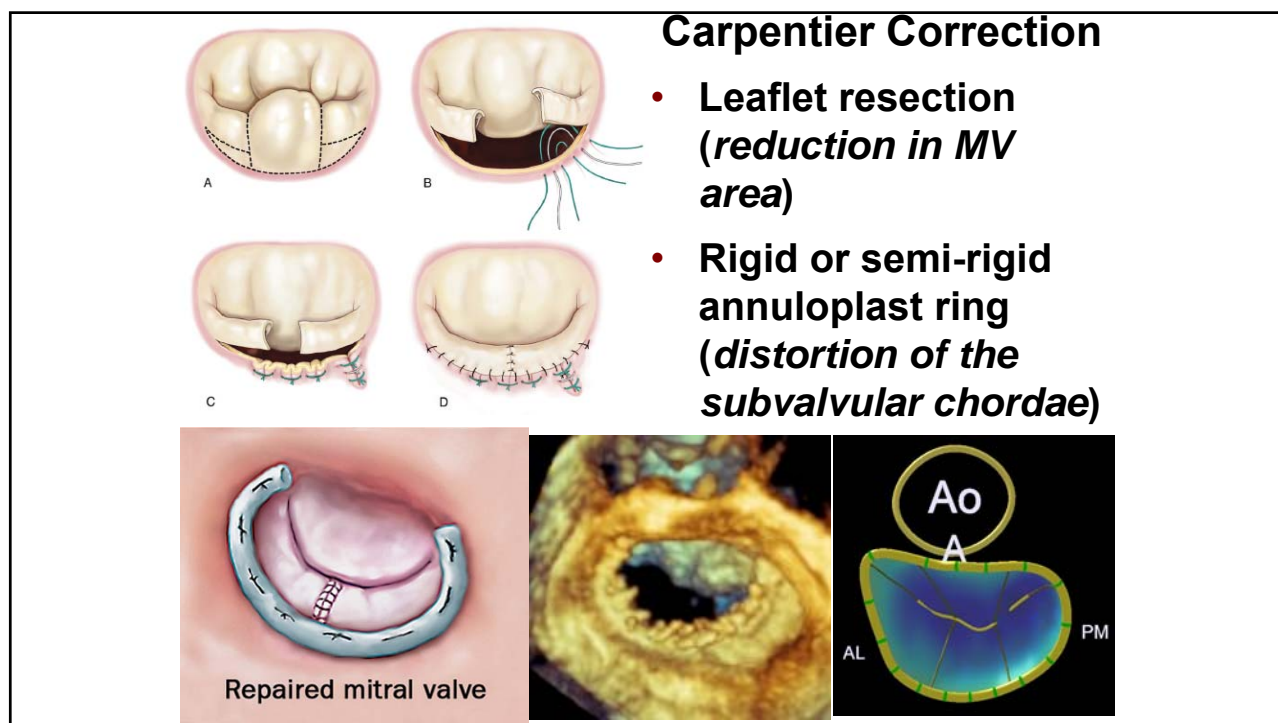 Carpentier Correction
• Leaflet resection
(reduction in MV
area)
• Rigid or semi-rigid
annuloplast ring
(distortion of the
subvalvular chordae)
A
B
C
D
Repaired mitral valve
Ao
A
AL
PM